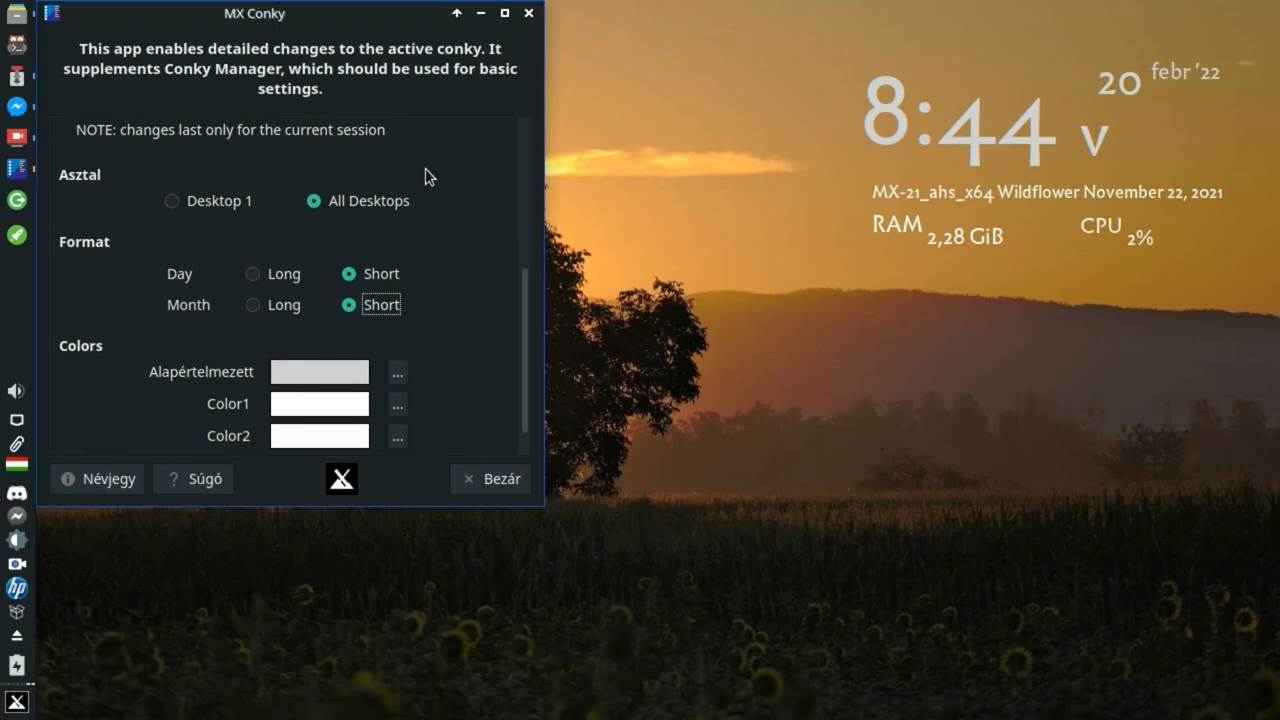 MX Conky
This app enables detailed changes to the active conky. It
supplements Conky Manager, which should be used for basic
settings.
NOTE: changes last only for the current session
Asztal
Desktop 1 All Desktops
Format
Day Long Short
Month Long Short
Colors
Alapértelmezett ...
Color1 ...
Color2 ...
Névjegy ? Súgó Bezár
hp
8:44
20 febr '22
V
MX-21_ahs_x64 Wildflower November 22, 2021
RAM 2,28 GiB CPU 2%